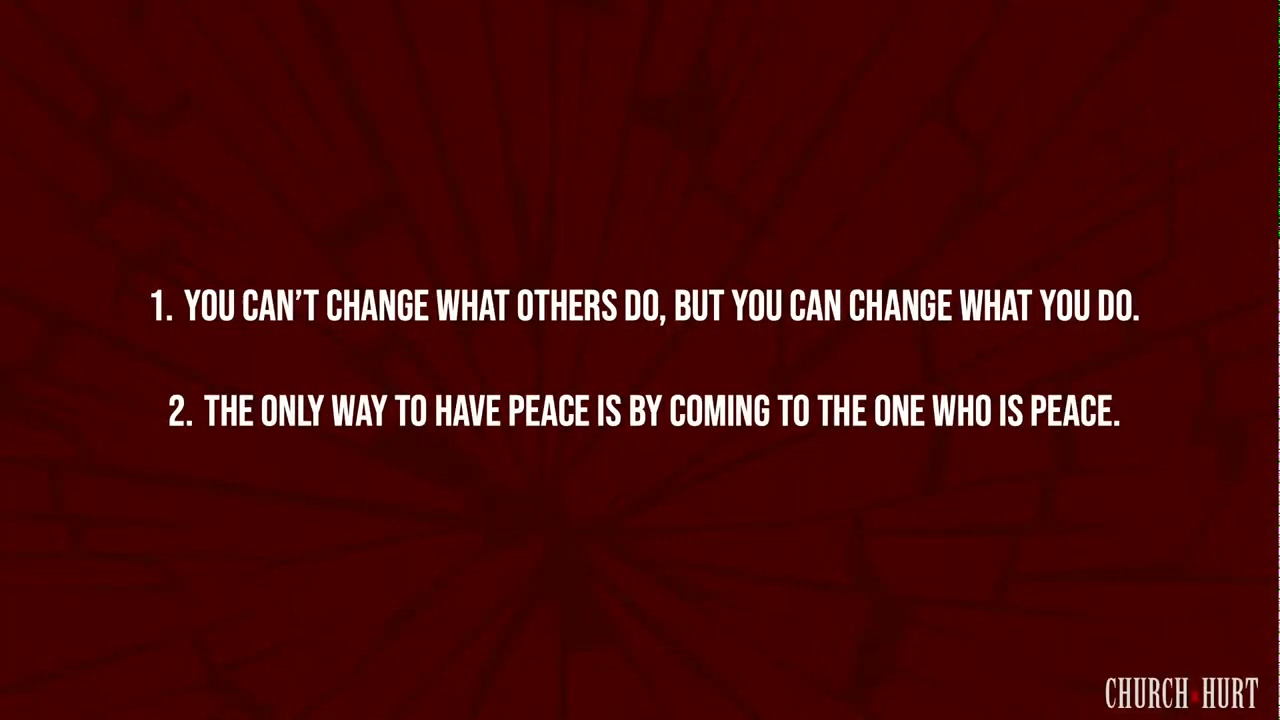 1. YOU CAN’T CHANGE WHAT OTHERS DO, BUT YOU CAN CHANGE WHAT YOU DO.
2. THE ONLY WAY TO HAVE PEACE IS BY COMING TO THE ONE WHO IS PEACE.
CHURCH HURT